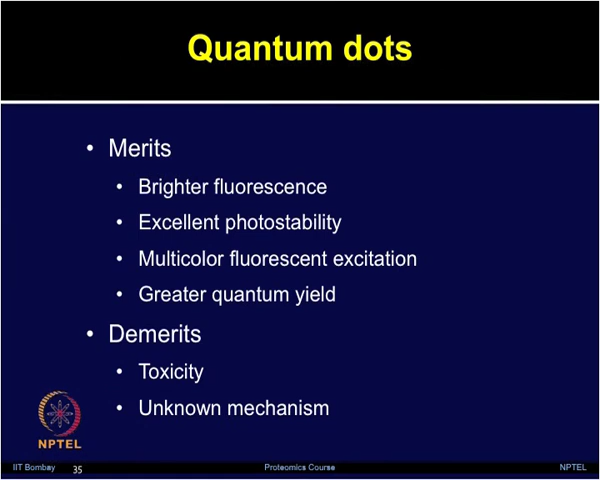 Quantum dots
• Merits
• Brighter fluorescence
• Excellent photostability
• Multicolor fluorescent excitation
• Greater quantum yield
• Demerits
• Toxicity
• Unknown mechanism
NPTEL
IIT Bombay 35 Proteomics Course NPTEL